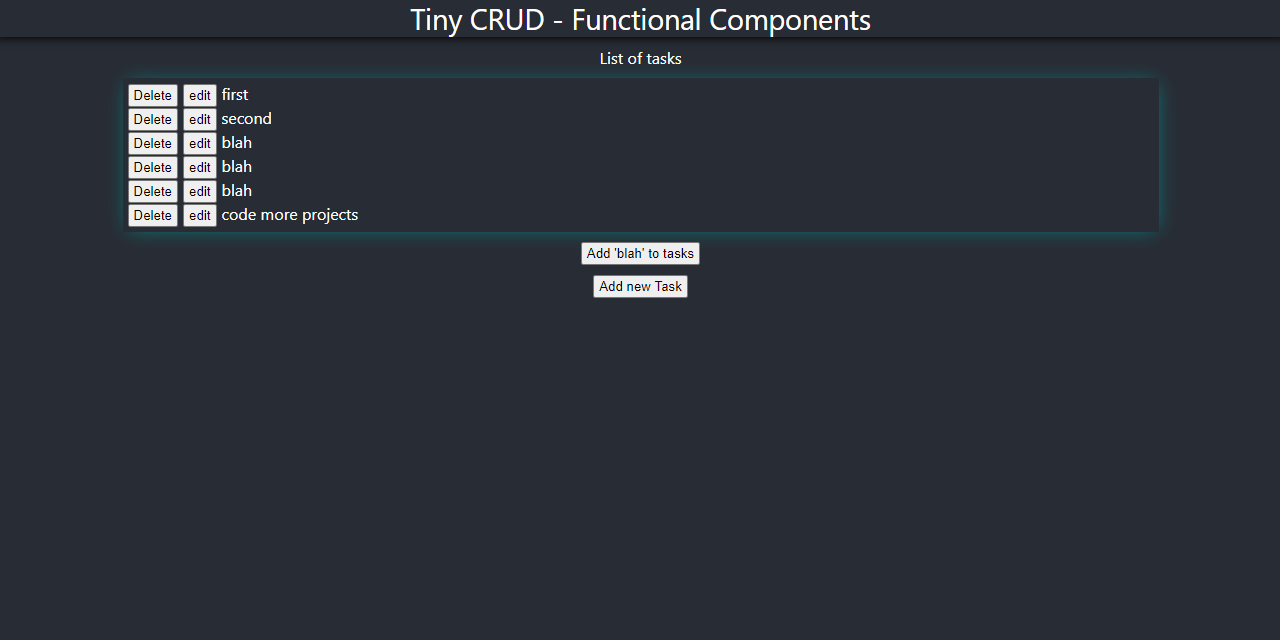 Tiny CRUD - Functional Components
List of tasks
Delete edit first
Delete edit second
Delete edit blah
Delete edit blah
Delete edit blah
Delete edit code more projects
Add 'blah' to tasks
Add new Task